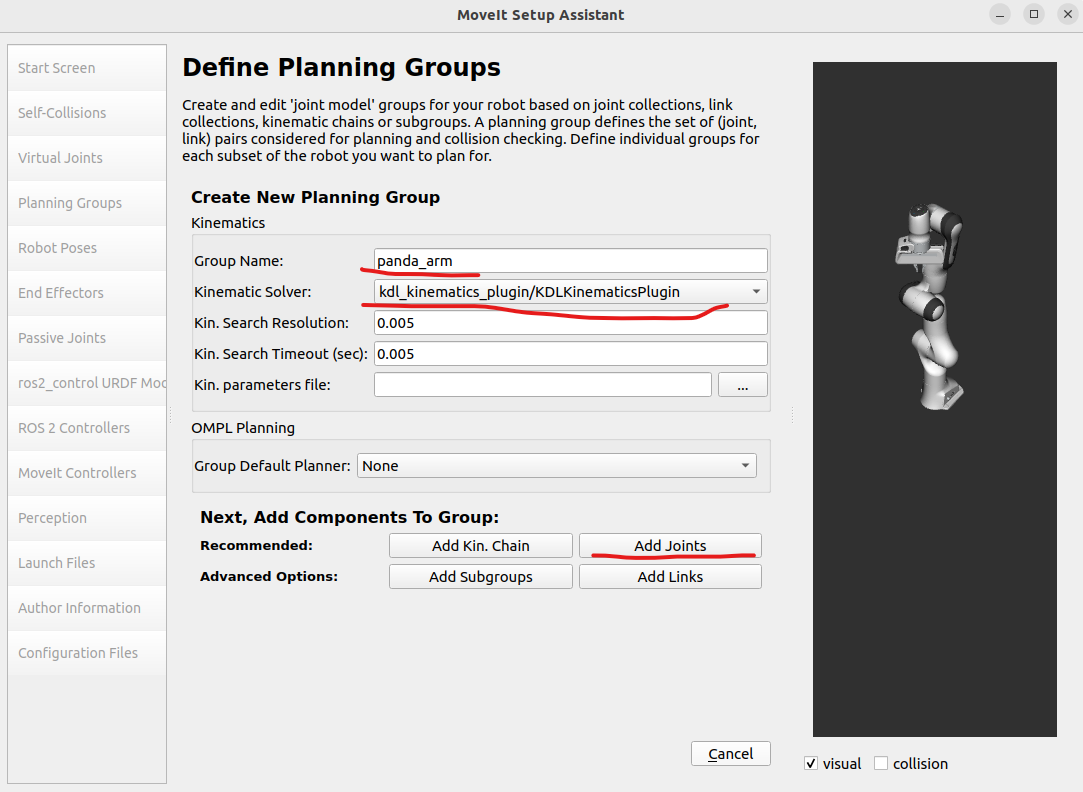 MoveIt Setup Assistant
Start Screen
Self-Collisions
Virtual Joints
Planning Groups
Robot Poses
End Effectors
Passive Joints
ros2_control URDF Mod
ROS 2 Controllers
MoveIt Controllers
Perception
Launch Files
Author Information
Configuration Files
Define Planning Groups
Create and edit 'joint model' groups for your robot based on joint collections, link
collections, kinematic chains or subgroups. A planning group defines the set of (joint,
link) pairs considered for planning and collision checking. Define individual groups for
each subset of the robot you want to plan for.
Create New Planning Group
Kinematics
Group Name: panda_arm
Kinematic Solver: kdl_kinematics_plugin/KDLKinematicsPlugin
Kin. Search Resolution: 0.005
Kin. Search Timeout (sec): 0.005
Kin. parameters file: ...
OMPL Planning
Group Default Planner: None
Next, Add Components To Group:
Recommended: Add Kin. Chain Add Joints
Advanced Options: Add Subgroups Add Links
Cancel
visual collision